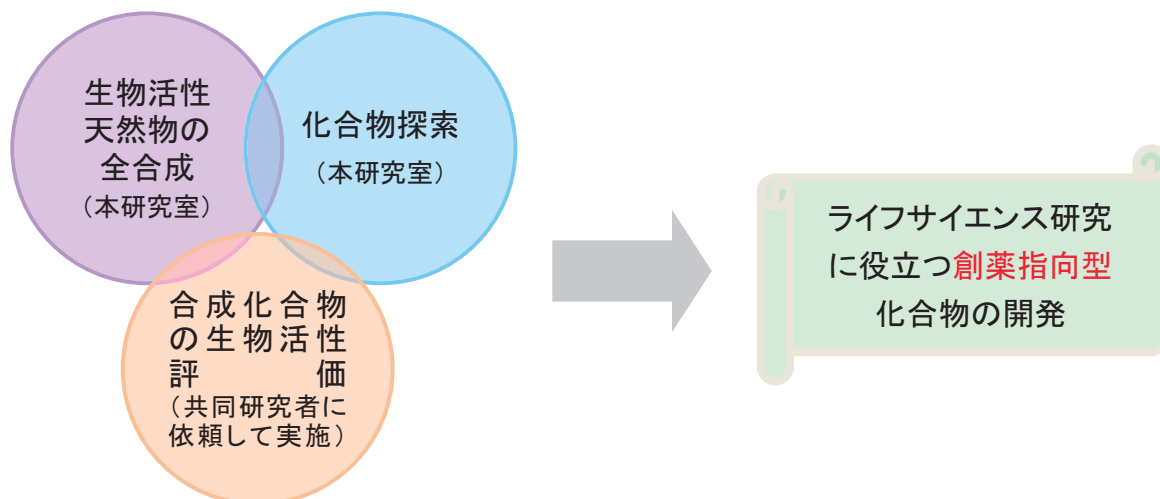 生物活性
天然物の
全合成
（本研究室）
化合物探索
（本研究室）
合成化合物
の生物活性
評価
（共同研究者に
依頼して実施）
ライフサイエンス研究
に役立つ創薬指向型
化合物の開発